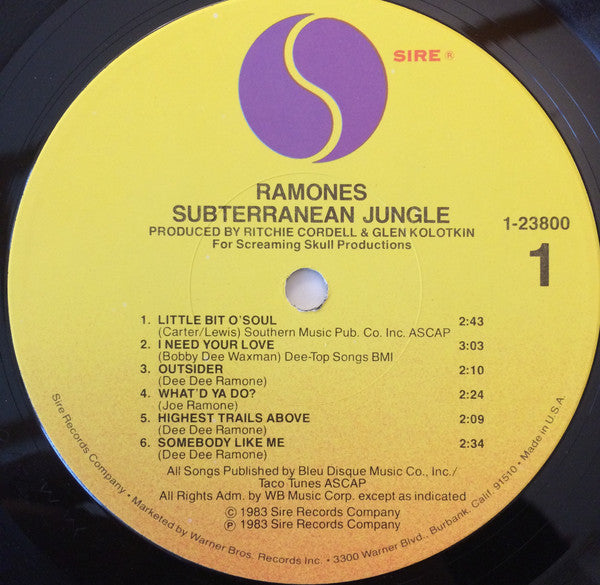 SIRE ®
RAMONES
SUBTERRANEAN JUNGLE
PRODUCED BY RITCHIE CORDELL & GLEN KOLOTKIN
For Screaming Skull Productions
1-23800
1
1. LITTLE BIT O'SOUL 2:43
(Carter/Lewis) Southern Music Pub. Co. Inc. ASCAP
2. I NEED YOUR LOVE 3:03
(Bobby Dee Waxman) Dee-Top Songs BMI
3. OUTSIDER 2:10
(Dee Dee Ramone)
4. WHAT'D YA DO? 2:24
(Joe Ramone)
5. HIGHEST TRAILS ABOVE 2:09
(Dee Dee Ramone)
6. SOMEBODY LIKE ME 2:34
(Dee Dee Ramone)
All Songs Published by Bleu Disque Music Co., Inc./
Taco Tunes ASCAP
All Rights Adm. by WB Music Corp. except as indicated
© 1983 Sire Records Company
℗ 1983 Sire Records Company
Sire Records Company • Marketed by Warner Bros. Records Inc. • 3300 Warner Blvd., Burbank, Calif. 91510 • Made in U.S.A.